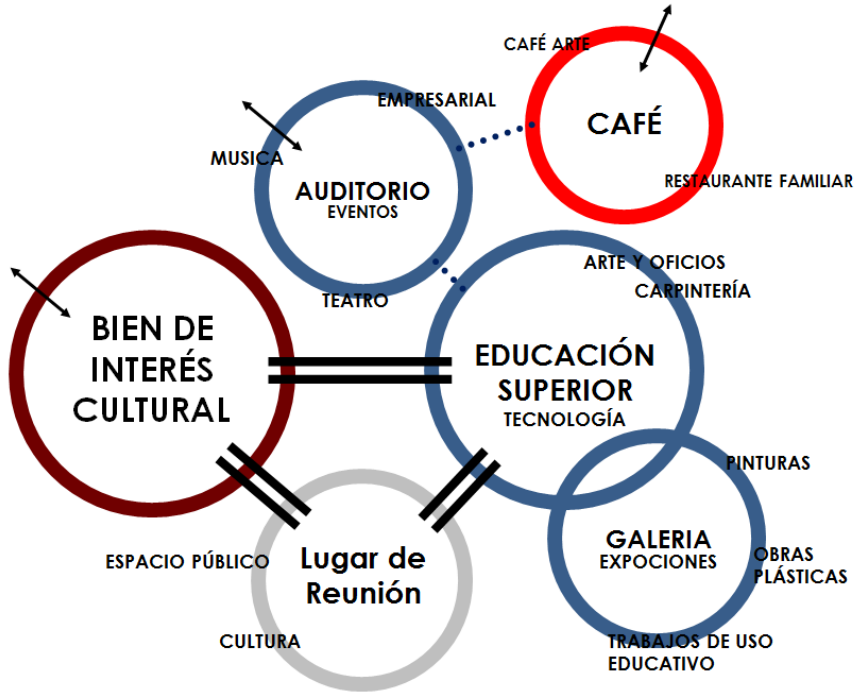 CAFÉ ARTE
CAFÉ
RESTAURANTE FAMILIAR
EMPRESARIAL
MUSICA
AUDITORIO
EVENTOS
TEATRO
BIEN DE
INTERÉS
CULTURAL
ARTE Y OFICIOS
CARPINTERÍA
EDUCACIÓN
SUPERIOR
TECNOLOGÍA
PINTURAS
GALERIA
EXPOCIONES
OBRAS
PLÁSTICAS
TRABAJOS DE USO
EDUCATIVO
ESPACIO PÚBLICO
Lugar de
Reunión
CULTURA